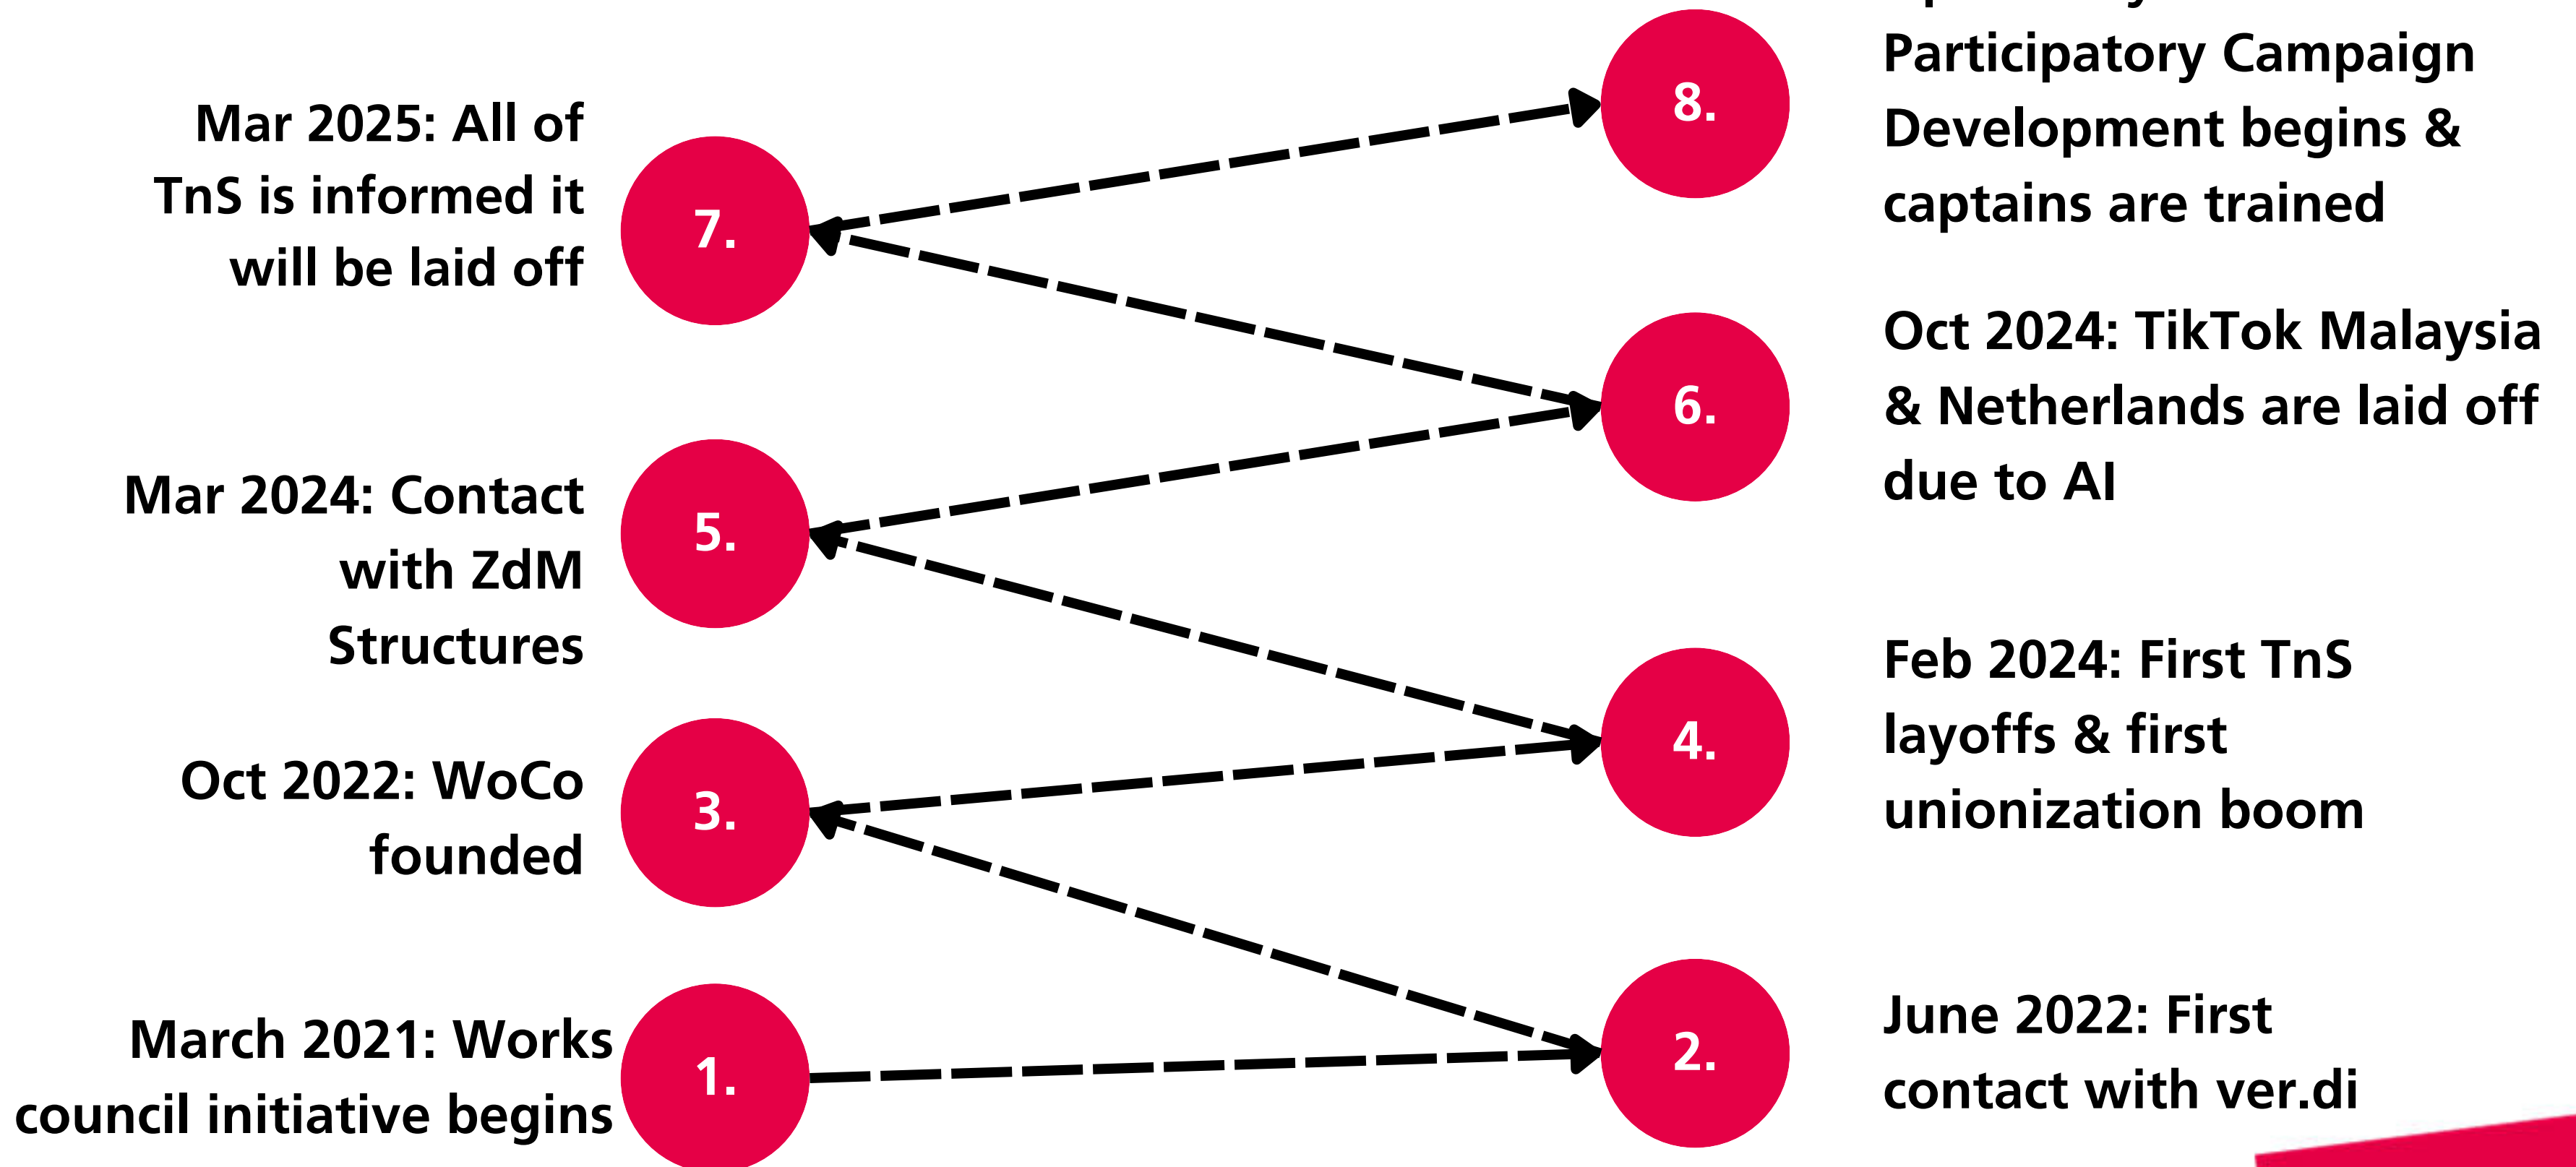 Participatory Campaign
Development begins &
captains are trained
8.
Mar 2025: All of
TnS is informed it
will be laid off
7.
Oct 2024: TikTok Malaysia
& Netherlands are laid off
due to AI
6.
Mar 2024: Contact
with ZdM
Structures
5.
Feb 2024: First TnS
layoffs & first
unionization boom
4.
Oct 2022: WoCo
founded
3.
June 2022: First
contact with ver.di
2.
March 2021: Works
council initiative begins
1.